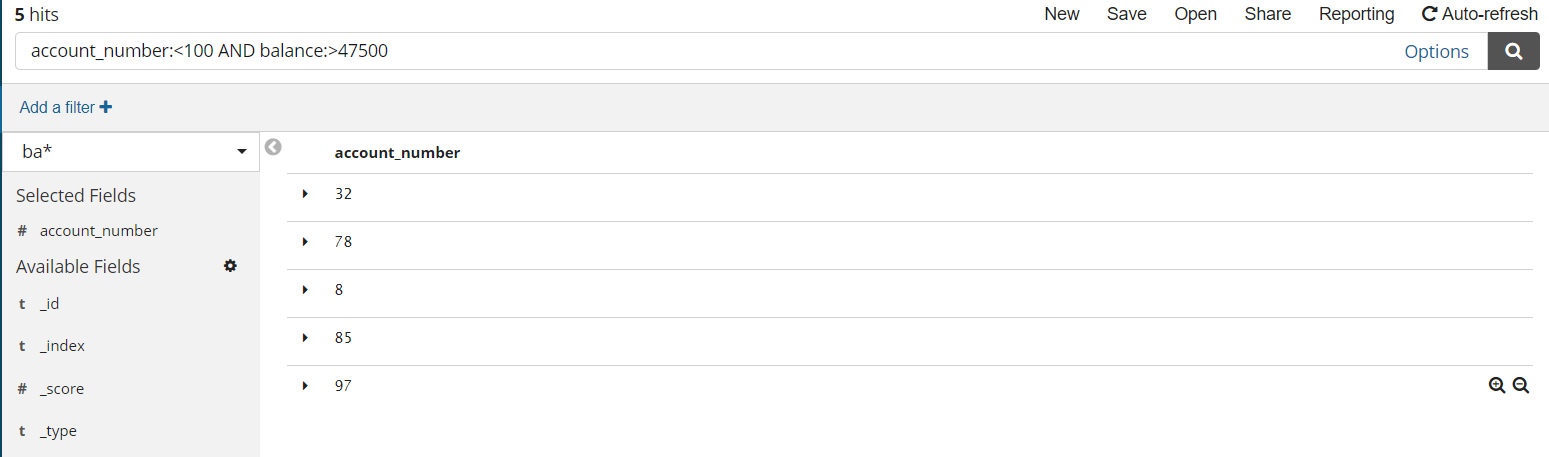 5 hits New Save Open Share Reporting Auto-refresh
account_number:<100 AND balance:>47500 Options
Add a filter
ba*
account_number
Selected Fields
32
# account_number
78
Available Fields
8
t _id
85
t _index
97
# _score
t _type